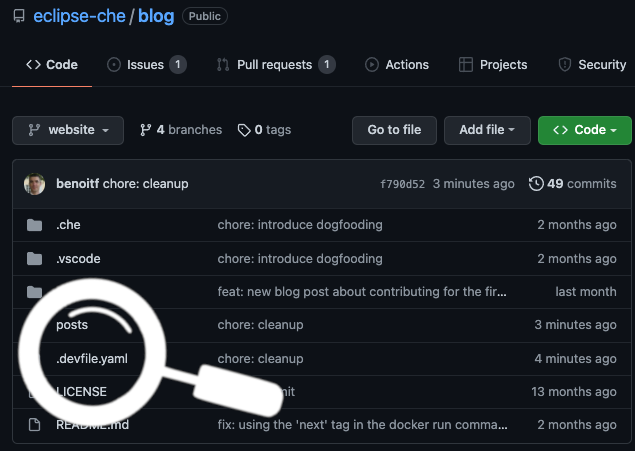 eclipse-che / blog Public
Code Issues 1 Pull requests 1 Actions Projects Security
website 4 branches 0 tags Go to file Add file Code
benoitf chore: cleanup f790d52 3 minutes ago 49 commits
.che chore: introduce dogfooding 2 months ago
.vscode chore: introduce dogfooding 2 months ago
feat: new blog post about contributing for the fir... last month
posts chore: cleanup 3 minutes ago
.devfile.yaml chore: cleanup 4 minutes ago
LICENSE 13 months ago
README.md fix: using the 'next' tag in the docker run comma... 2 months ago